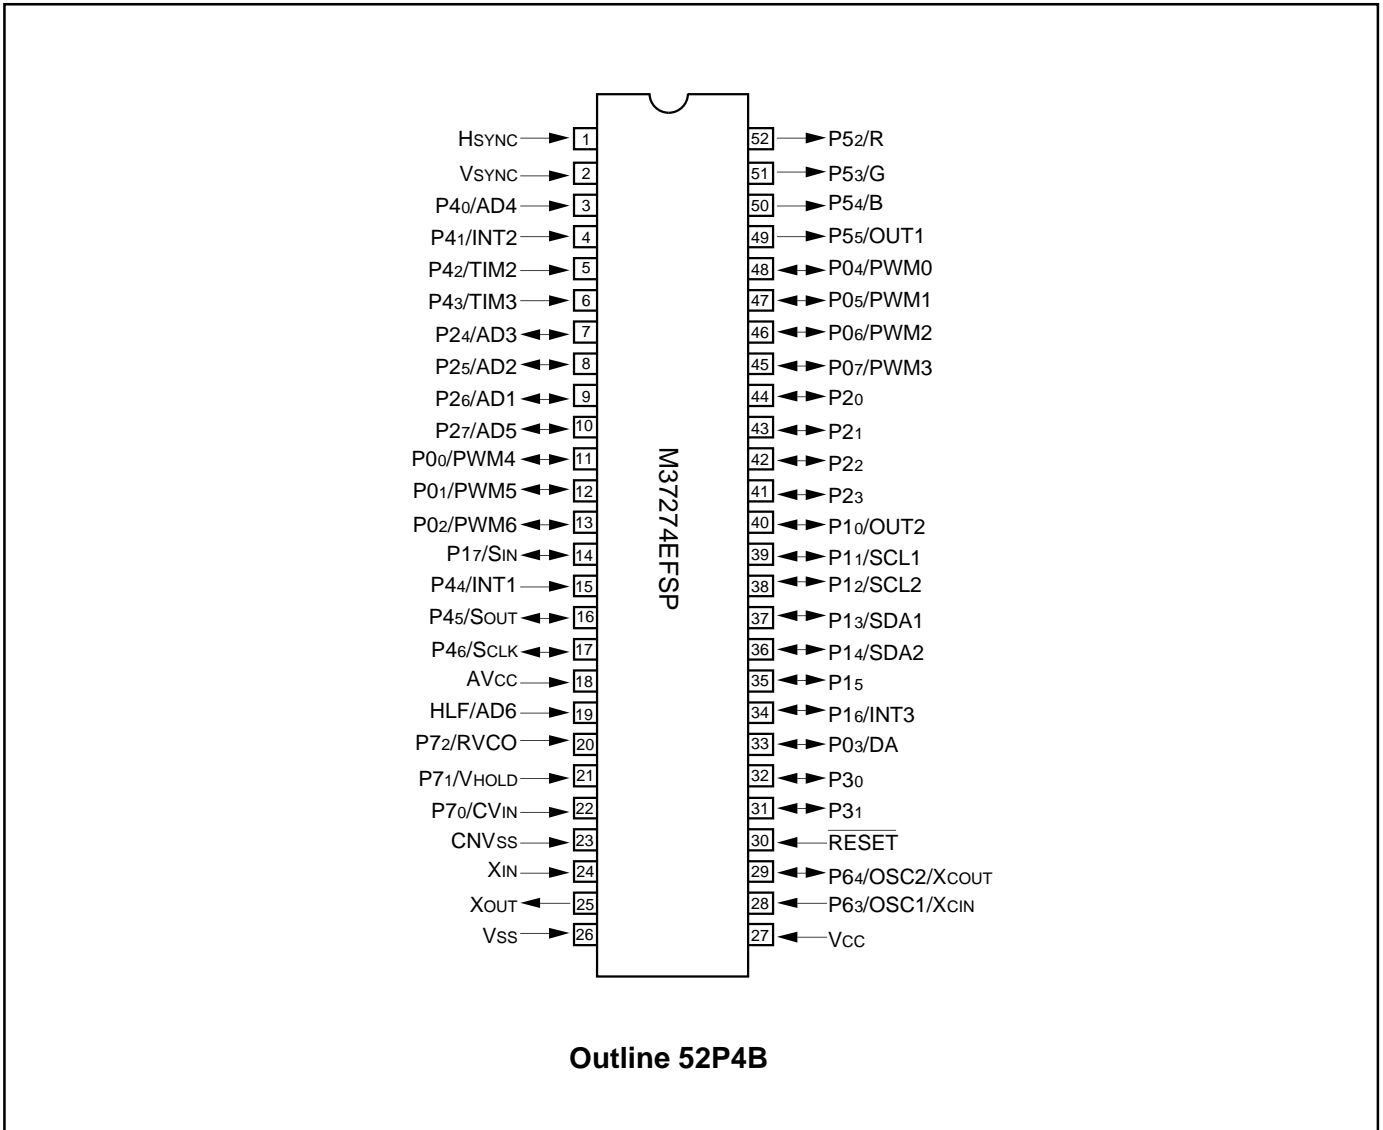 HSYNC 1 52 P52/R
VSYNC 2 51 P53/G
P40/AD4 3 50 P54/B
P41/INT2 4 49 P55/OUT1
P42/TIM2 5 48 P04/PWM0
P43/TIM3 6 47 P05/PWM1
P24/AD3 7 46 P06/PWM2
P25/AD2 8 45 P07/PWM3
P26/AD1 9 44 P20
P27/AD5 10 43 P21
P00/PWM4 11 42 P22
P01/PWM5 12 41 P23
P02/PWM6 13 40 P10/OUT2
P17/SIN 14 39 P11/SCL1
P44/INT1 15 38 P12/SCL2
P45/SOUT 16 37 P13/SDA1
P46/SCLK 17 36 P14/SDA2
AVCC 18 35 P15
HLF/AD6 19 34 P16/INT3
P72/RVCO 20 33 P03/DA
P71/VHOLD 21 32 P30
P70/CVIN 22 31 P31
CNVSS 23 30 RESET
XIN 24 29 P64/OSC2/XCOUT
XOUT 25 28 P63/OSC1/XCIN
VSS 26 27 VCC
M37274EFSP
Outline 52P4B